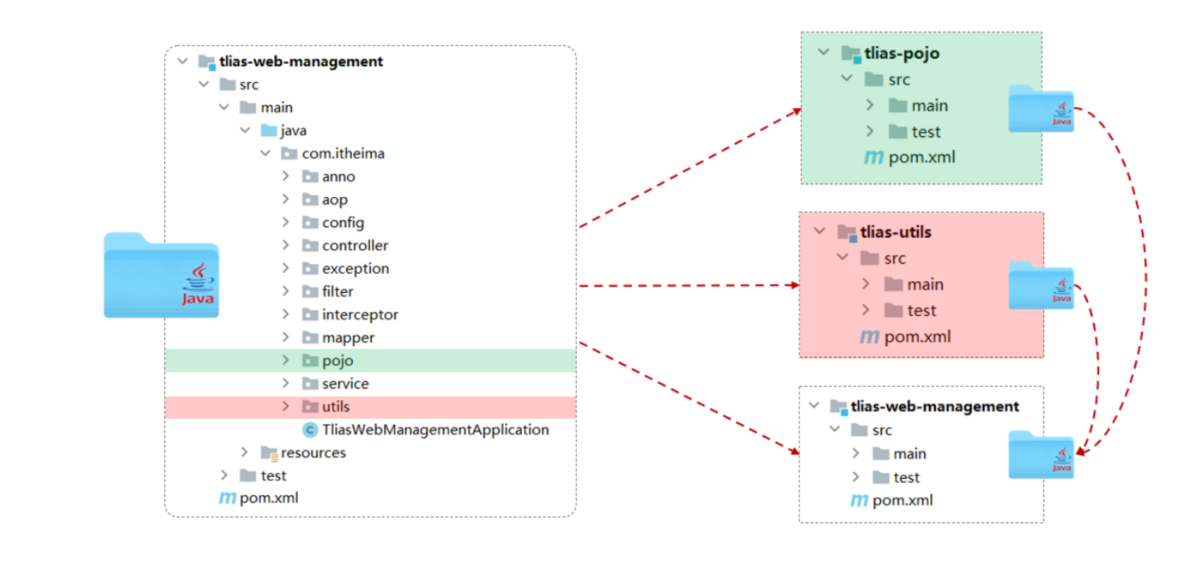 tlias-web-management
src
main
java
com.itheima
anno
aop
config
controller
exception
filter
interceptor
mapper
pojo
service
utils
C TliasWebManagementApplication
resources
test
m pom.xml
Java
tlias-pojo
src
main
test
m pom.xml
Java
tlias-utils
src
main
test
m pom.xml
Java
tlias-web-management
src
main
test
m pom.xml
Java